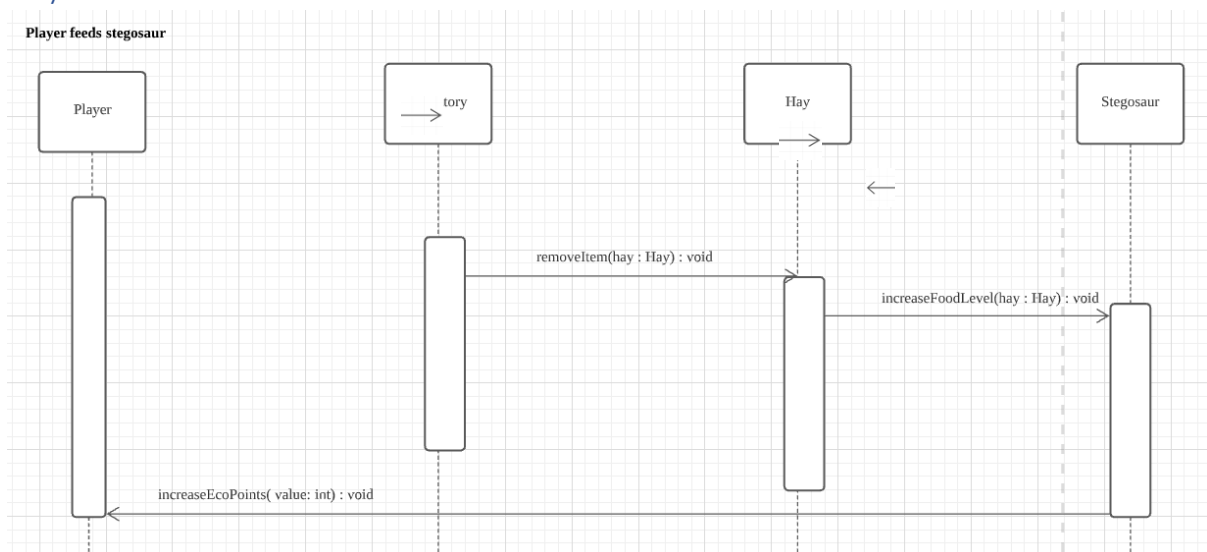 Player feeds stegosaur
Player
tory
Hay
Stegosaur
removeItem(hay : Hay) : void
increaseFoodLevel(hay : Hay) : void
increaseEcoPoints( value: int) : void